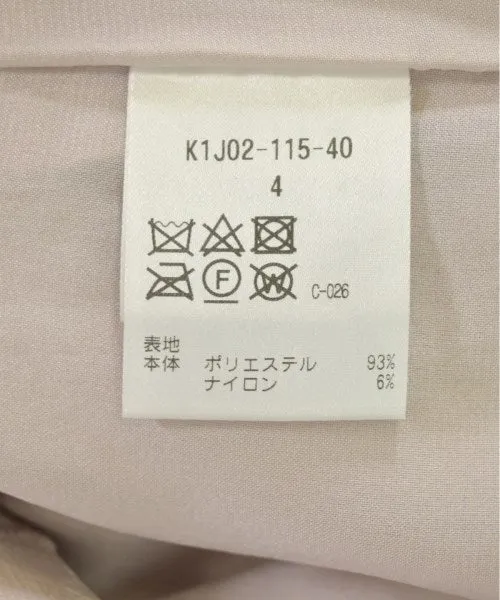 K1J02-115-40
4
F W C-026
表地
本体 ポリエステル 93%
ナイロン 6%